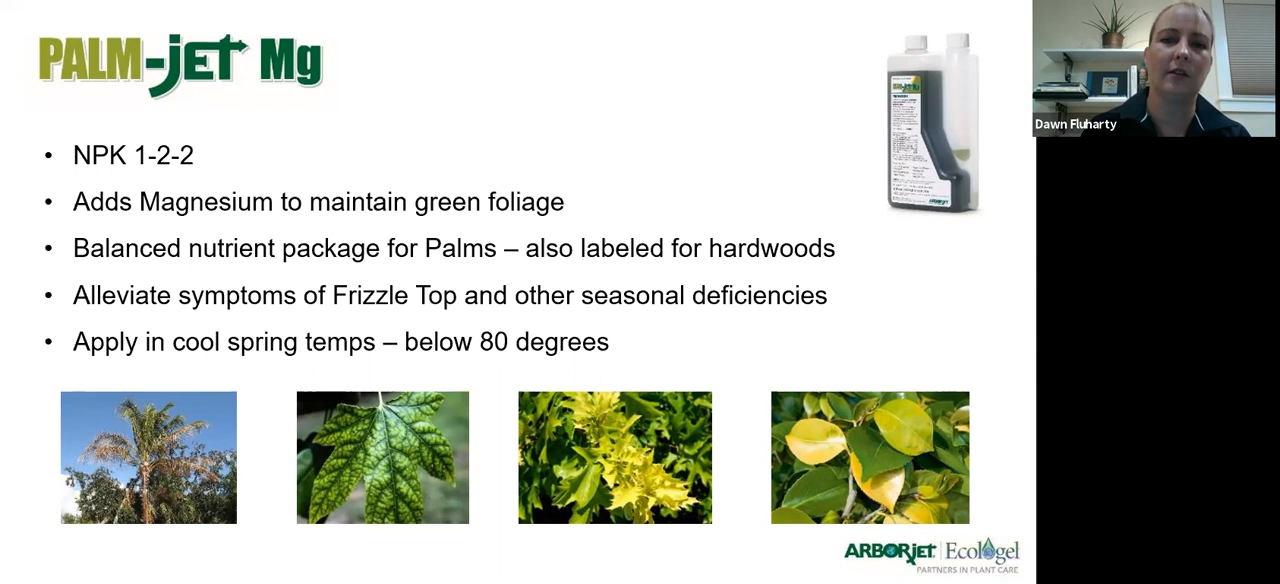 PALM-jET Mg
• NPK 1-2-2
• Adds Magnesium to maintain green foliage
• Balanced nutrient package for Palms – also labeled for hardwoods
• Alleviate symptoms of Frizzle Top and other seasonal deficiencies
• Apply in cool spring temps – below 80 degrees
Dawn Fluharty
ARBORjET | Ecologel
PARTNERS IN PLANT CARE